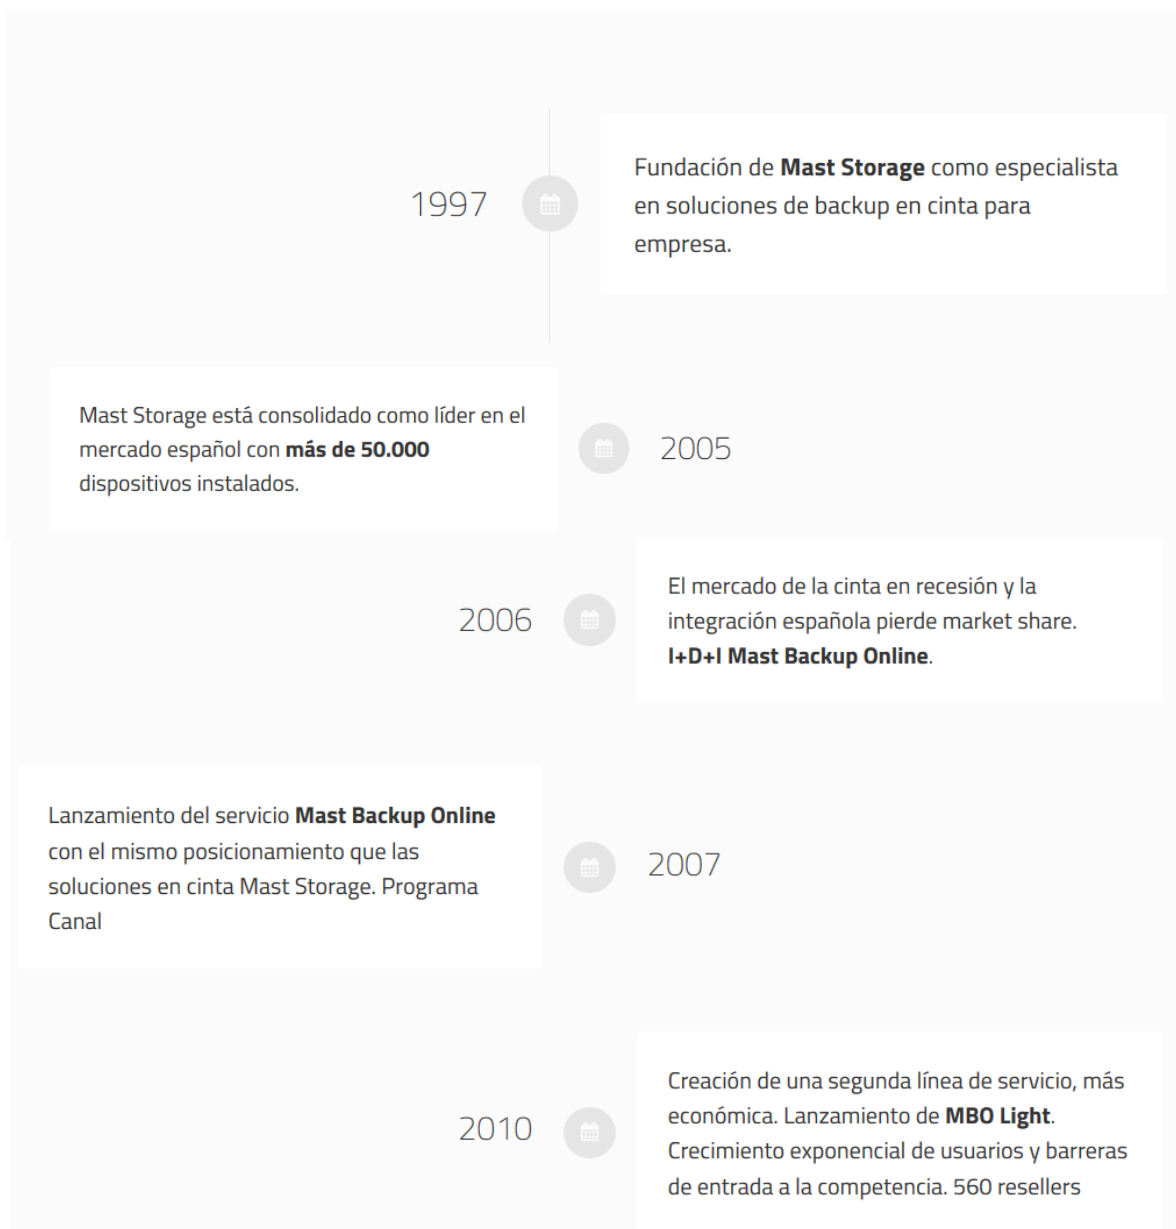 1997
Fundación de Mast Storage como especialista
en soluciones de backup en cinta para
empresa.
Mast Storage está consolidado como líder en el
mercado español con más de 50.000
dispositivos instalados.
2005
2006
El mercado de la cinta en recesión y la
integración española pierde market share.
I+D+I Mast Backup Online.
Lanzamiento del servicio Mast Backup Online
con el mismo posicionamiento que las
soluciones en cinta Mast Storage. Programa
Canal
2007
2010
Creación de una segunda línea de servicio, más
económica. Lanzamiento de MBO Light.
Crecimiento exponencial de usuarios y barreras
de entrada a la competencia. 560 resellers